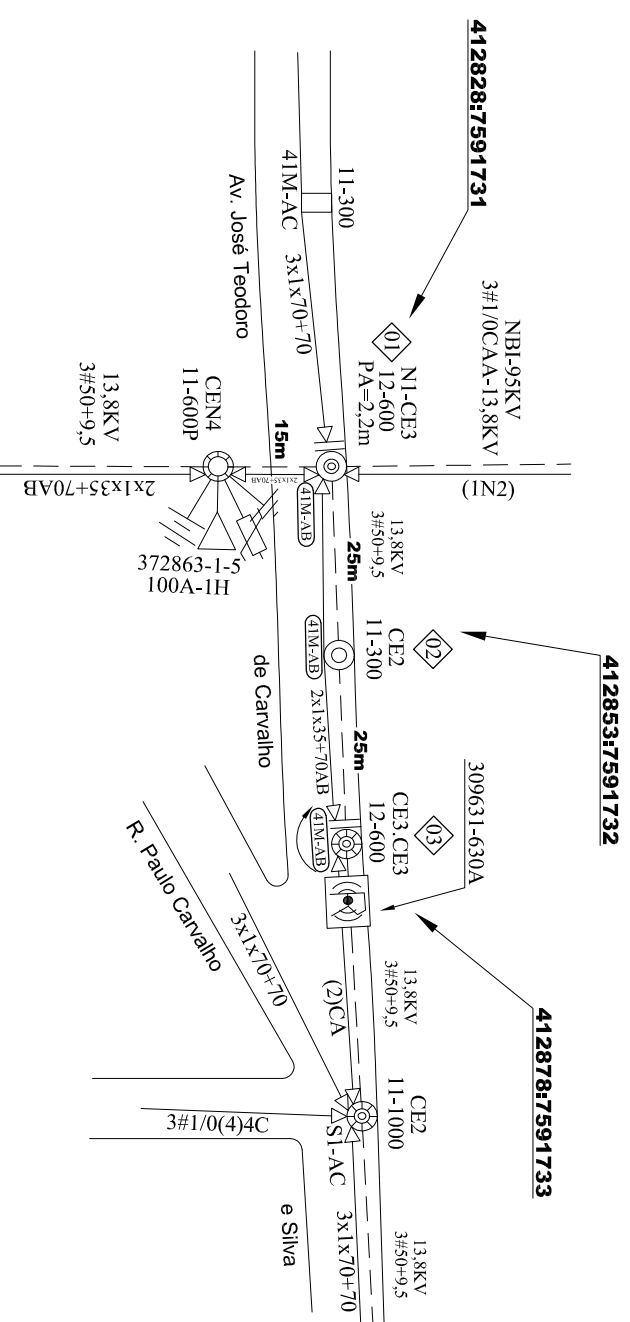 412828:7591731
NBI-95KV
3#1/0CAA-13,8KV
01
N1-CE3
12-600
PA=2,2m
11-300
41M-AC
3x1x70+70
Av. José Teodoro
(1N2)
15m
2x1x35+70AB
41M-AB
CEN4
11-600P
13,8KV
3#50+9,5
2x1x35+70AB
372863-1-5
100A-1H
13,8KV
3#50+9,5
25m
412853:7591732
02
CE2
11-300
41M-AB
de Carvalho
25m
2x1x35+70AB
309631-630A
03
CE3.CE3
12-600
41M-AB
412878:7591733
13,8KV
3#50+9,5
(2)CA
R. Paulo Carvalho
3x1x70+70
CE2
11-1000
S1-AC
3#1/0(4)4C
13,8KV
3#50+9,5
3x1x70+70
e Silva